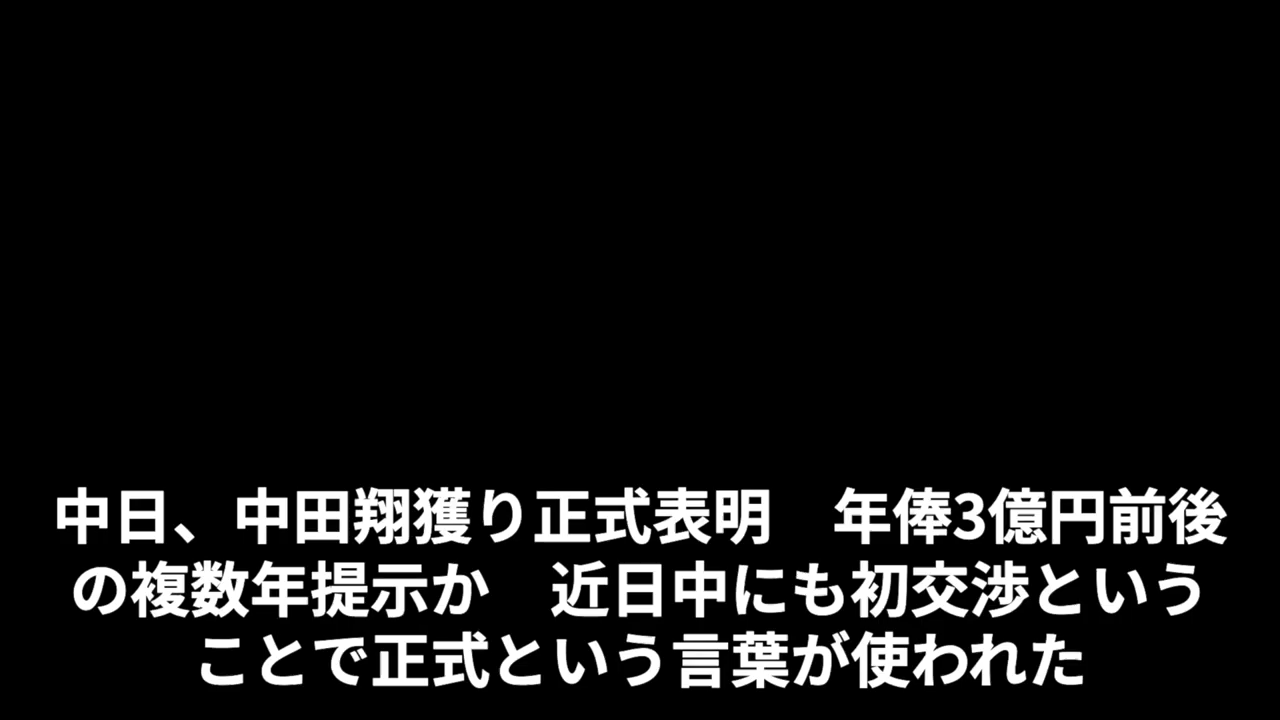 中日、中田翔獲り正式表明　年俸3億円前後
の複数年提示か　近日中にも初交渉という
ことで正式という言葉が使われた